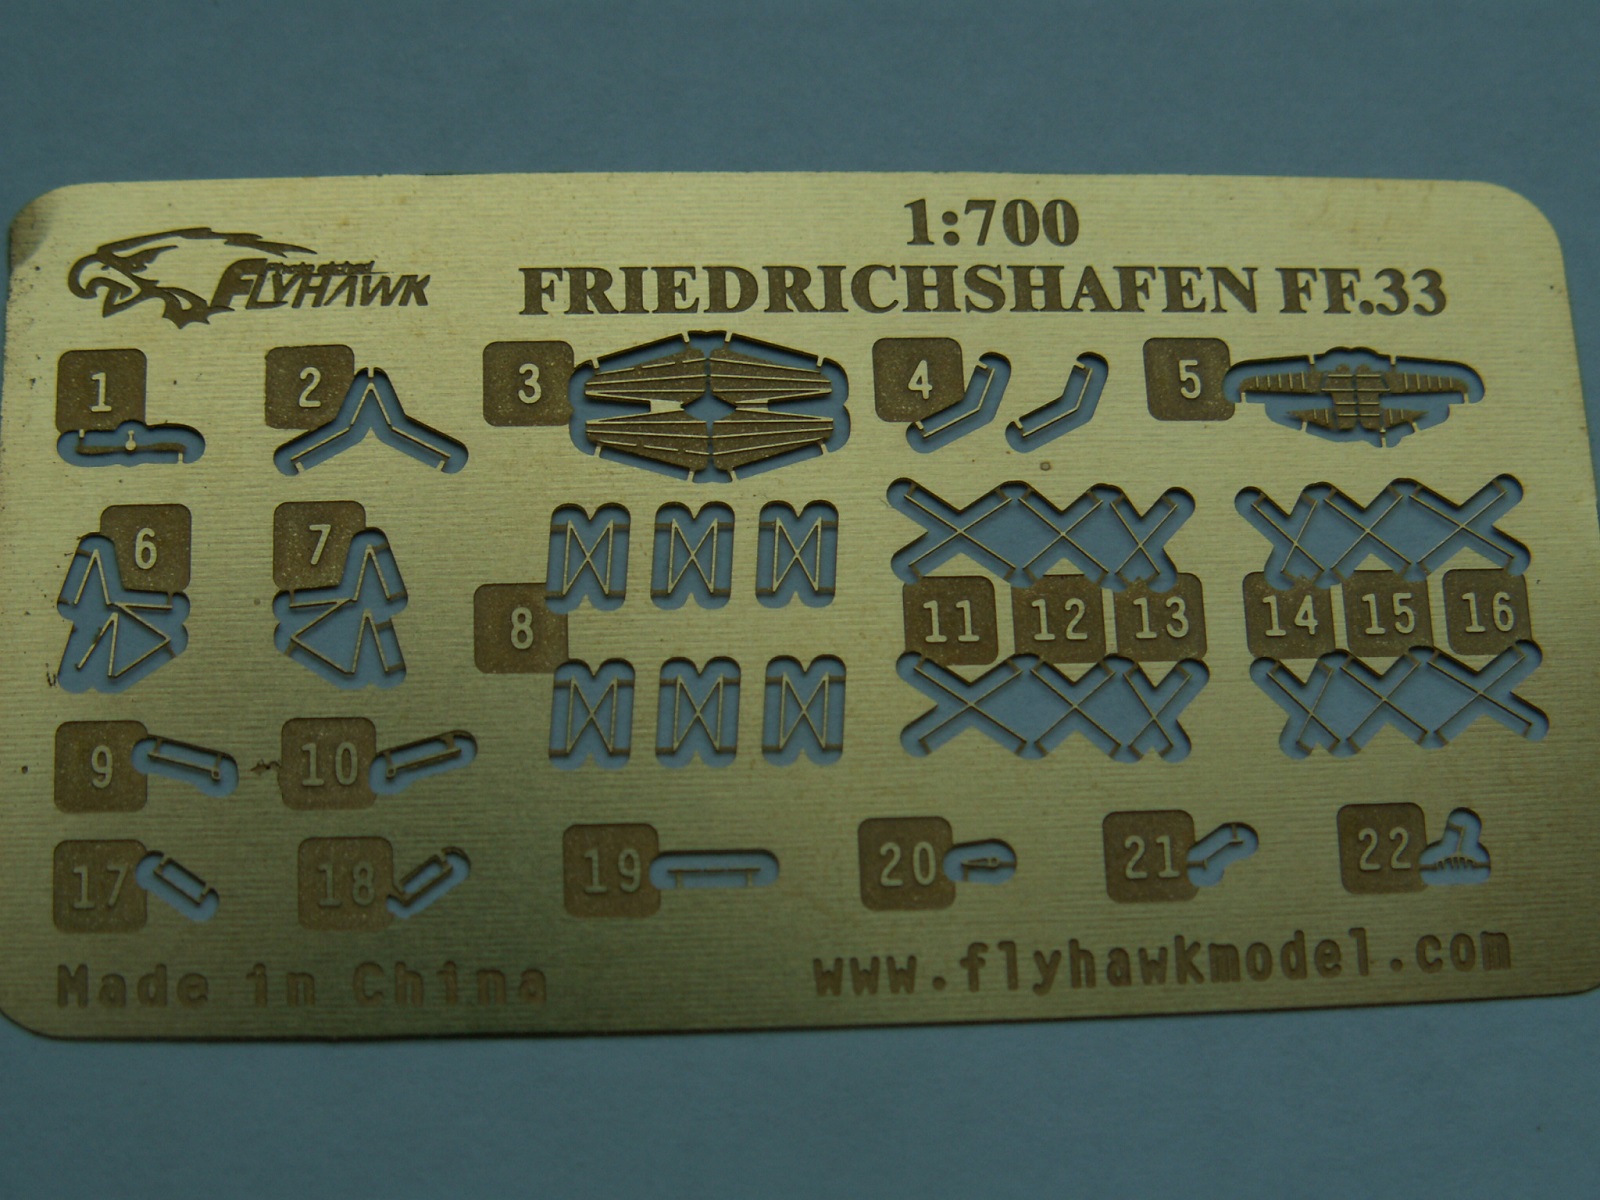 1:700
FLYHAWK
FRIEDRICHSHAFEN FF.33
1 2 3 4 5
6 7
8
11 12 13 14 15 16
9 10
17 18 19 20 21 22
Made in China
www.flyhawkmodel.com